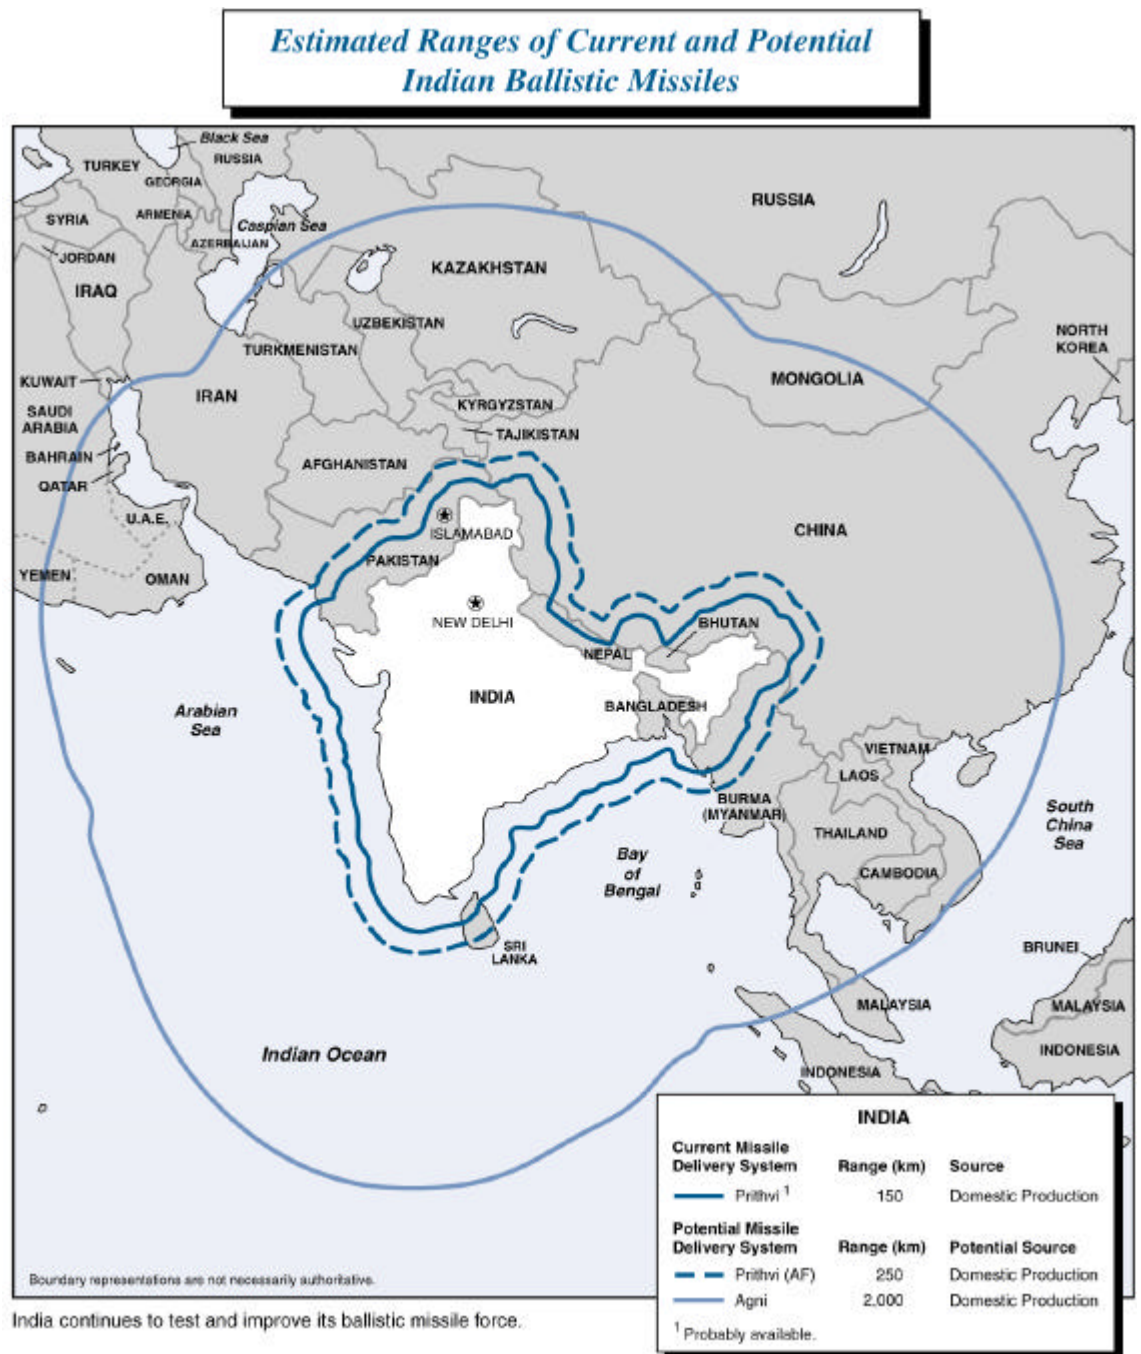 Estimated Ranges of Current and Potential
Indian Ballistic Missiles
Black Sea
RUSSIA
TURKEY
GEORGIA
RUSSIA
ARMENIA
SYRIA
Caspian Sea
AZERBAIJAN
JORDAN
KAZAKHSTAN
IRAQ
UZBEKISTAN
NORTH
KOREA
TURKMENISTAN
MONGOLIA
KUWAIT
IRAN
KYRGYZSTAN
SAUDI
ARABIA
TAJIKISTAN
BAHRAIN
AFGHANISTAN
QATAR
U.A.E.
CHINA
ISLAMABAD
PAKISTAN
YEMEN
OMAN
NEW DELHI
BHUTAN
NEPAL
INDIA
BANGLADESH
Arabian
Sea
VIETNAM
LAOS
BURMA
(MYANMAR)
South
China
Sea
THAILAND
Bay
of
Bengal
CAMBODIA
SRI
LANKA
BRUNEI
MALAYSIA
MALAYSIA
Indian Ocean
INDONESIA
INDONESIA
INDIA
Current Missile
Delivery System Range (km) Source
Prithvi 1 150 Domestic Production
Potential Missile
Delivery System Range (km) Potential Source
Prithvi (AF) 250 Domestic Production
Agni 2,000 Domestic Production
1 Probably available.
Boundary representations are not necessarily authoritative.
India continues to test and improve its ballistic missile force.